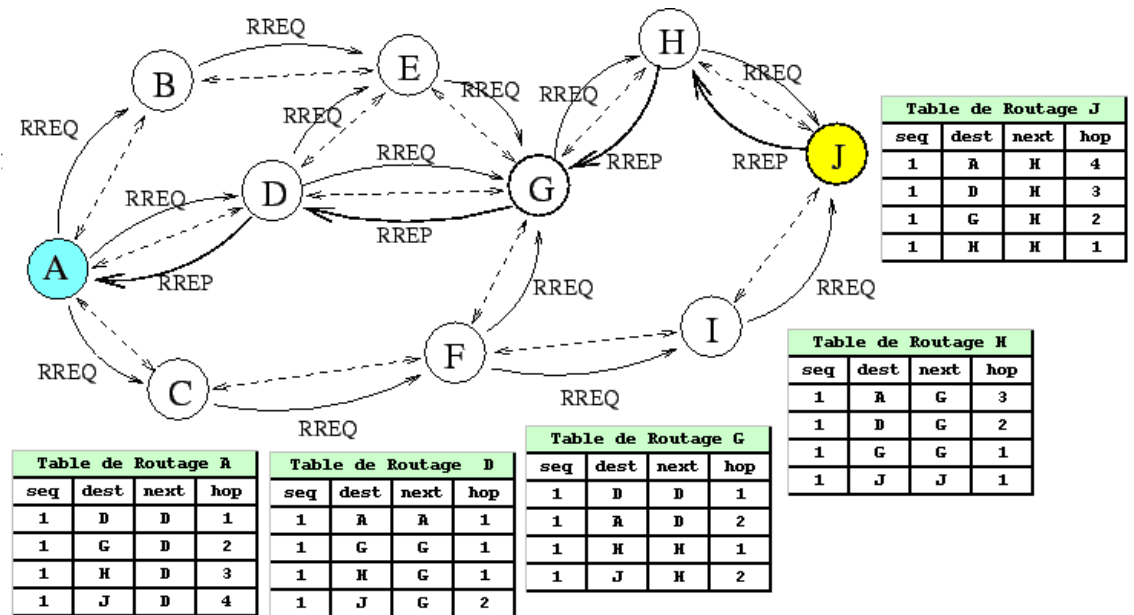 RREQ
H
E
B
RREQ
RREQ
RREQ
RREQ
RREQ
RREQ
RREQ
RREP
RREP
J
D
G
RREQ
RREP
A
RREP
RREQ
RREQ
I
F
RREQ
C
RREQ
RREQ
Table de Routage J
seq dest next hop
1 A H 4
1 D H 3
1 G H 2
1 H H 1
Table de Routage H
seq dest next hop
1 A G 3
1 D G 2
1 G G 1
1 J J 1
Table de Routage A
seq dest next hop
1 D D 1
1 G D 2
1 H D 3
1 J D 4
Table de Routage D
seq dest next hop
1 A A 1
1 G G 1
1 H G 1
1 J G 2
Table de Routage G
seq dest next hop
1 D D 1
1 A D 2
1 H H 1
1 J H 2